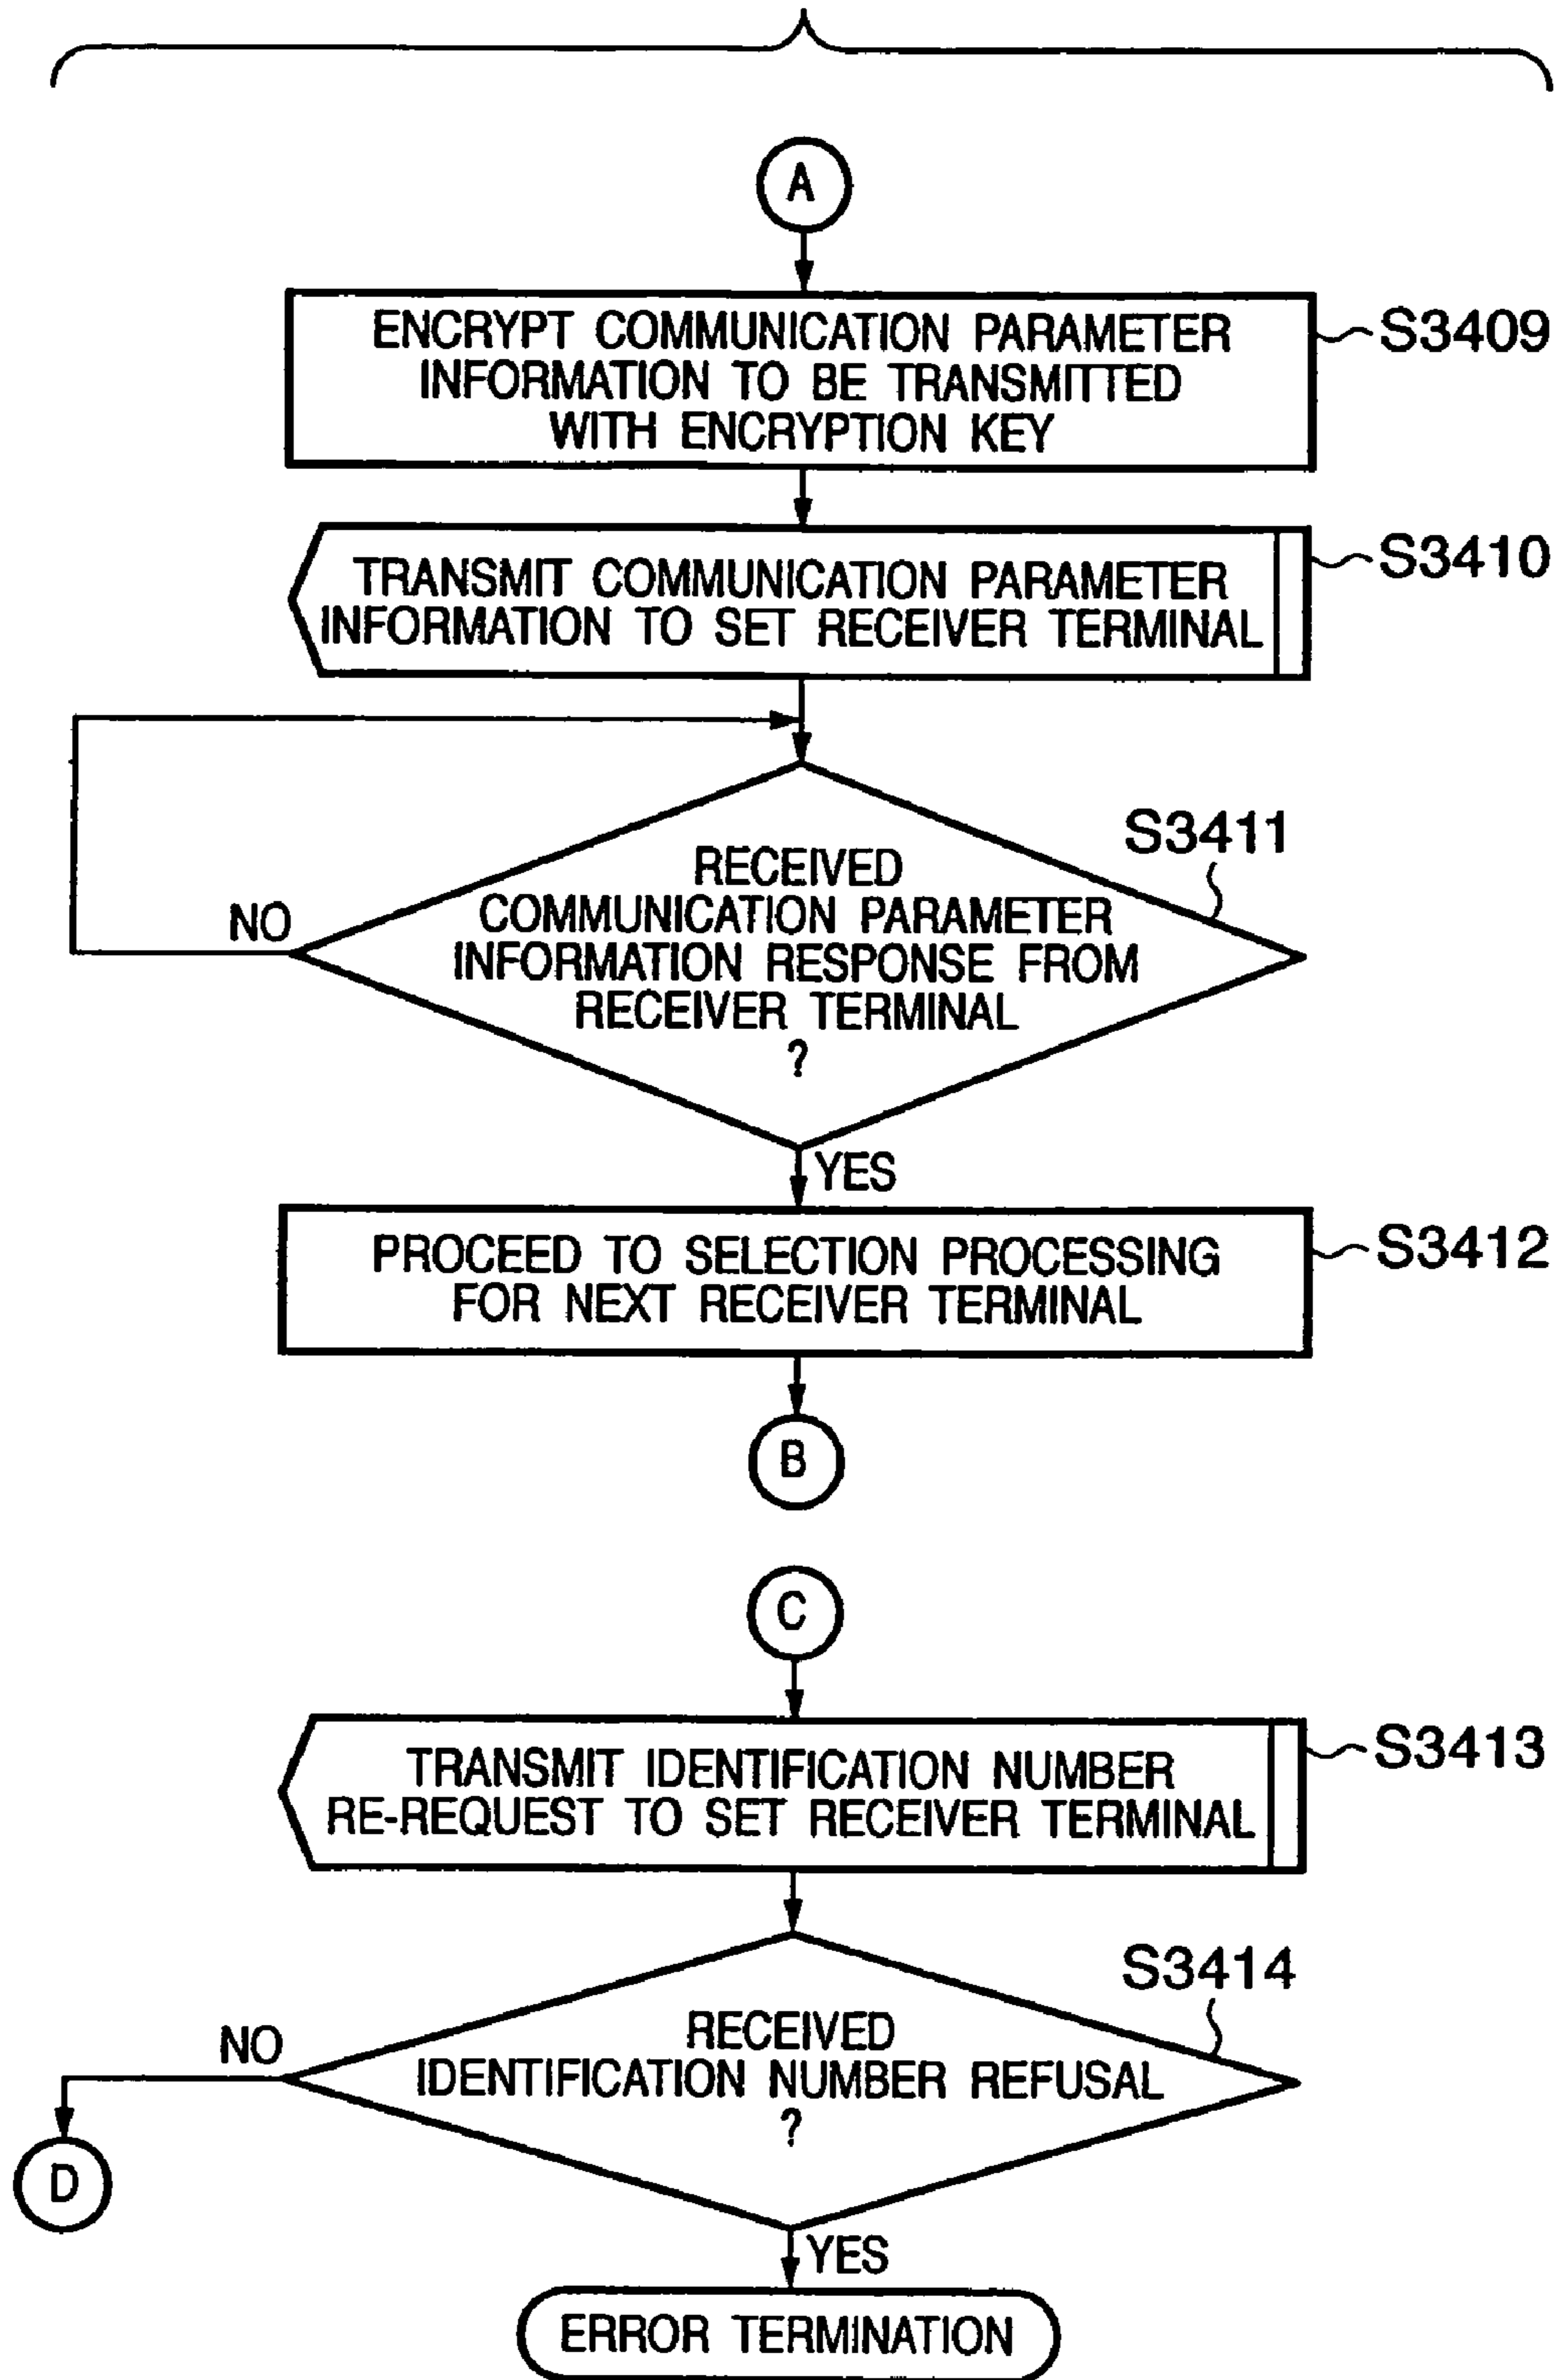 A
ENCRYPT COMMUNICATION PARAMETER
INFORMATION TO BE TRANSMITTED
WITH ENCRYPTION KEY
S3409
TRANSMIT COMMUNICATION PARAMETER
INFORMATION TO SET RECEIVER TERMINAL
S3410
S3411
RECEIVED
COMMUNICATION PARAMETER
INFORMATION RESPONSE FROM
RECEIVER TERMINAL
?
NO
YES
PROCEED TO SELECTION PROCESSING
FOR NEXT RECEIVER TERMINAL
S3412
B
C
TRANSMIT IDENTIFICATION NUMBER
RE-REQUEST TO SET RECEIVER TERMINAL
S3413
S3414
RECEIVED
IDENTIFICATION NUMBER REFUSAL
?
NO
D
YES
ERROR TERMINATION